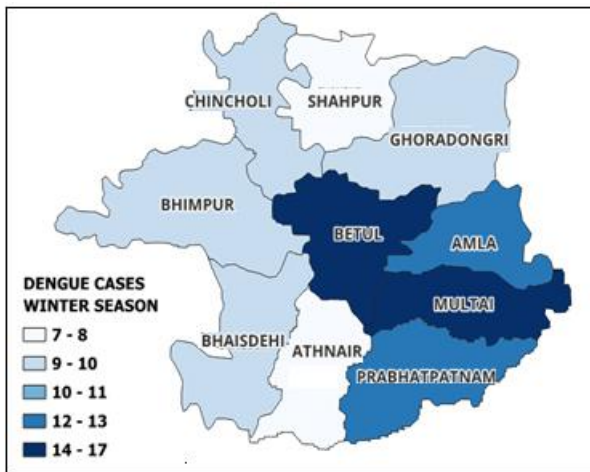 CHINCHOLI
SHAHPUR
GHORADONGRI
BHIMPUR
BETUL
AMLA
MULTAI
BHAISDEHI
ATHNAIR
PRABHATPATNAM
DENGUE CASES
WINTER SEASON
7 - 8
9 - 10
10 - 11
12 - 13
14 - 17